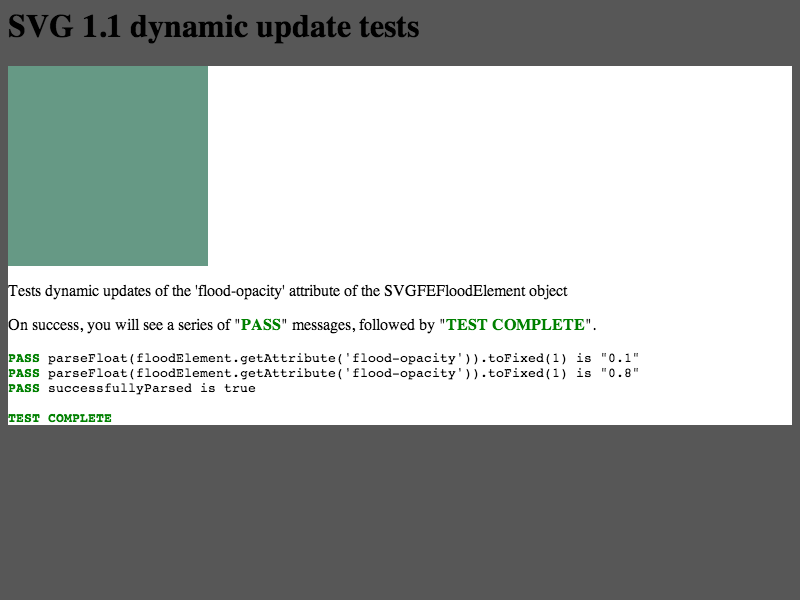 SVG 1.1 dynamic update tests
Tests dynamic updates of the 'flood-opacity' attribute of the SVGFEFloodElement object
On success, you will see a series of "PASS" messages, followed by "TEST COMPLETE".
PASS parseFloat(floodElement.getAttribute('flood-opacity')).toFixed(1) is "0.1"
PASS parseFloat(floodElement.getAttribute('flood-opacity')).toFixed(1) is "0.8"
PASS successfullyParsed is true
TEST COMPLETE